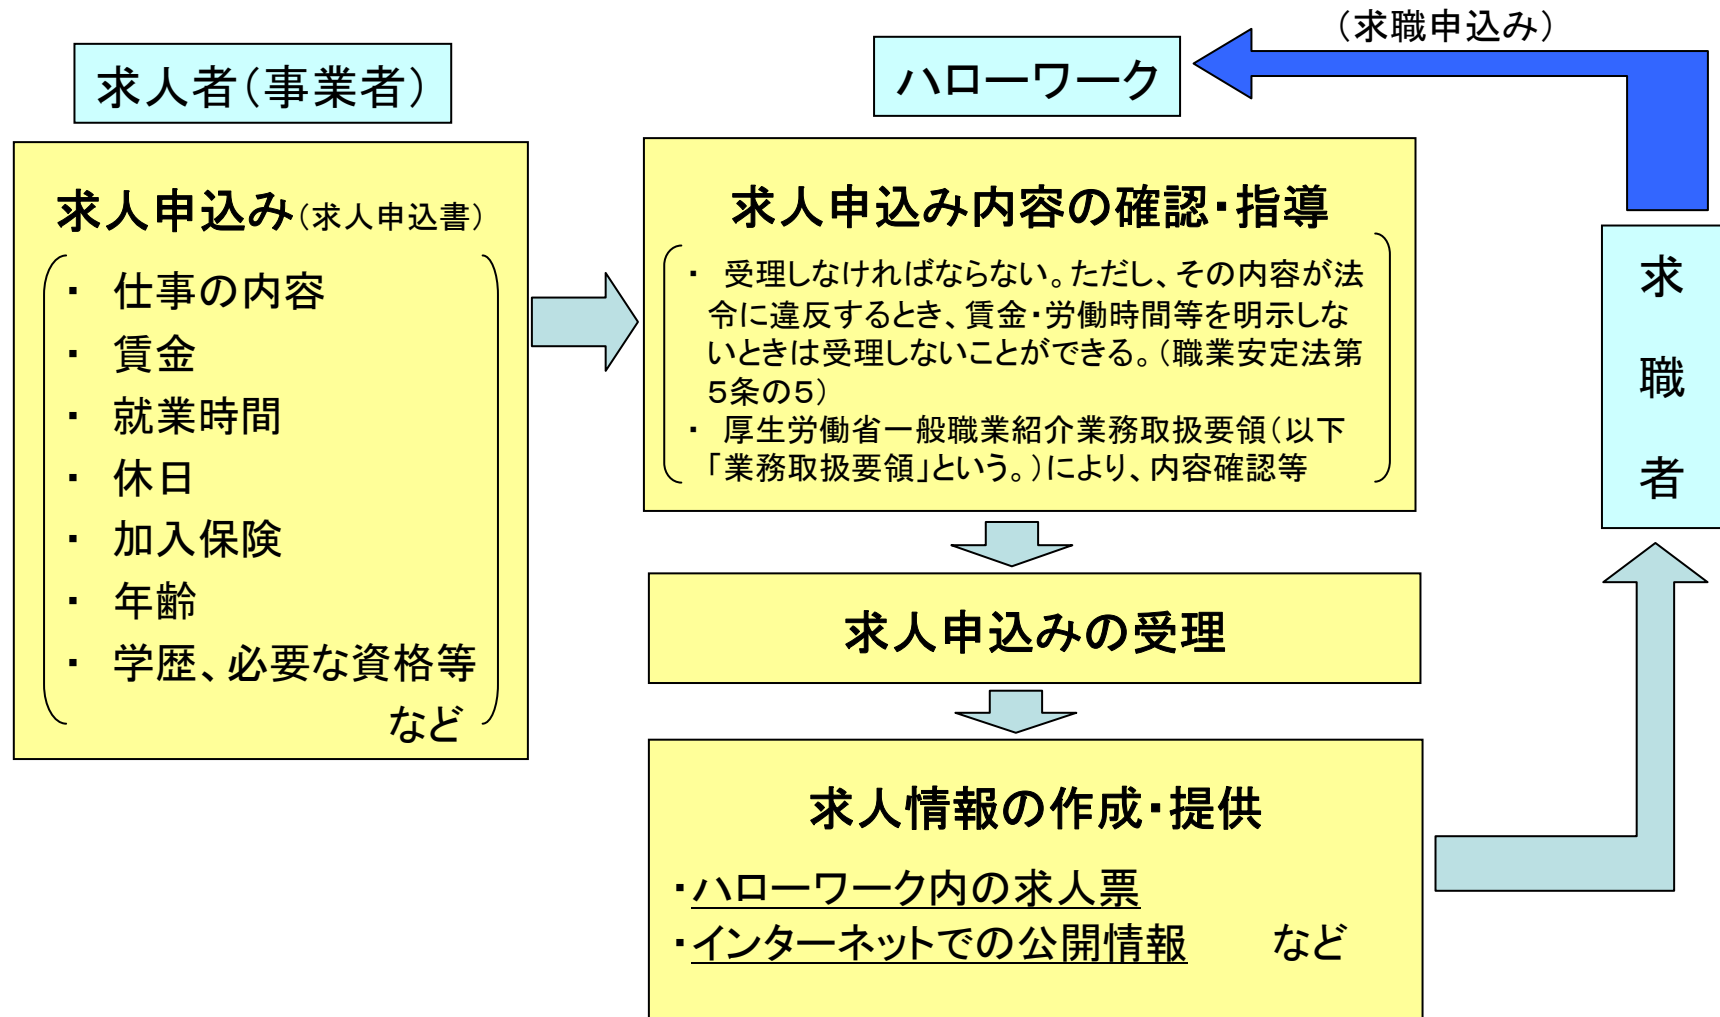 求人者（事業者）
求人申込み（求人申込書）
・ 仕事の内容
・ 賃金
・ 就業時間
・ 休日
・ 加入保険
・ 年齢
・ 学歴、必要な資格等
など
ハローワーク
求人申込み内容の確認・指導
・ 受理しなければならない。ただし、その内容が法
令に違反するとき、賃金・労働時間等を明示しな
いときは受理しないことができる。（職業安定法第
５条の５）
・ 厚生労働省一般職業紹介業務取扱要領（以下
「業務取扱要領」という。）により、内容確認等
求人申込みの受理
求人情報の作成・提供
・ハローワーク内の求人票
・インターネットでの公開情報 など
（求職申込み）
求
職
者